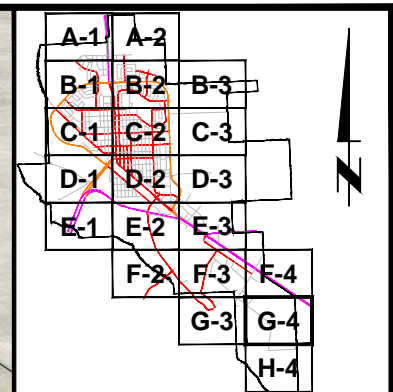 A-1 A-2
B-1 B-2 B-3
C-1 C-2 C-3
D-1 D-2 D-3
E-1 E-2 E-3
F-2 F-3 F-4
G-3 G-4
H-4
N